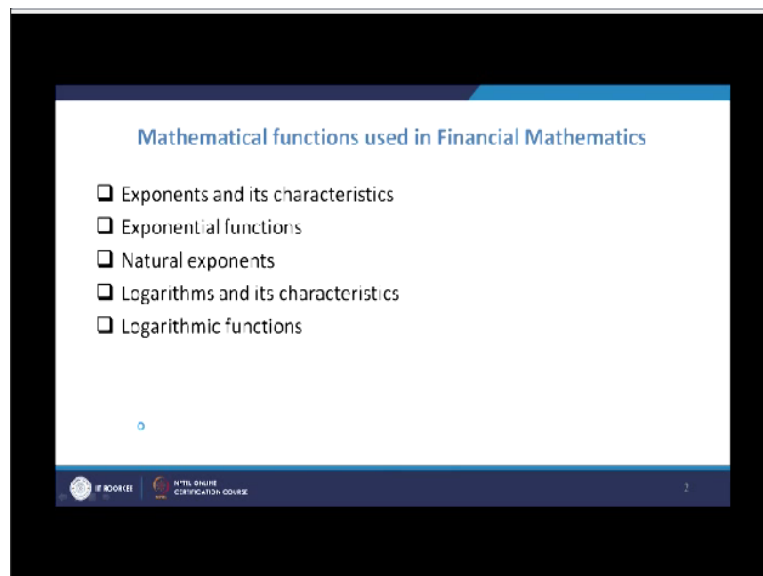 Mathematical functions used in Financial Mathematics
Exponents and its characteristics
Exponential functions
Natural exponents
Logarithms and its characteristics
Logarithmic functions
IIT ROORKEE
NPTEL ONLINE
CERTIFICATION COURSE
2